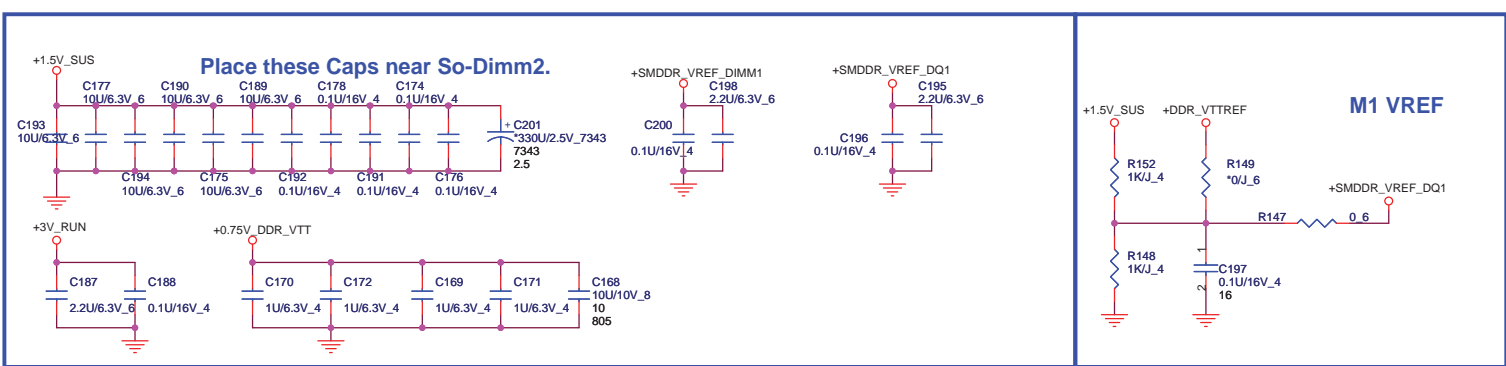 Place these Caps near So-Dimm2.
+1.5V_SUS
C177
10U/6.3V_6
C190
10U/6.3V_6
C189
10U/6.3V_6
C178
0.1U/16V_4
C174
0.1U/16V_4
C193
10U/6.3V_6
C194
10U/6.3V_6
C175
10U/6.3V_6
C192
0.1U/16V_4
C191
0.1U/16V_4
C176
0.1U/16V_4
+
C201
*330U/2.5V_7343
7343
2.5
+SMDDR_VREF_DIMM1
C198
2.2U/6.3V_6
C200
0.1U/16V_4
+SMDDR_VREF_DQ1
C195
2.2U/6.3V_6
C196
0.1U/16V_4
+3V_RUN
C187
2.2U/6.3V_6
C188
0.1U/16V_4
+0.75V_DDR_VTT
C170
1U/6.3V_4
C172
1U/6.3V_4
C169
1U/6.3V_4
C171
1U/6.3V_4
C168
10U/10V_8
10
805
M1 VREF
+1.5V_SUS
+DDR_VTTREF
R152
1K/J_4
R149
*0/J_6
+SMDDR_VREF_DQ1
R147
0_6
R148
1K/J_4
1
2
C197
0.1U/16V_4
16